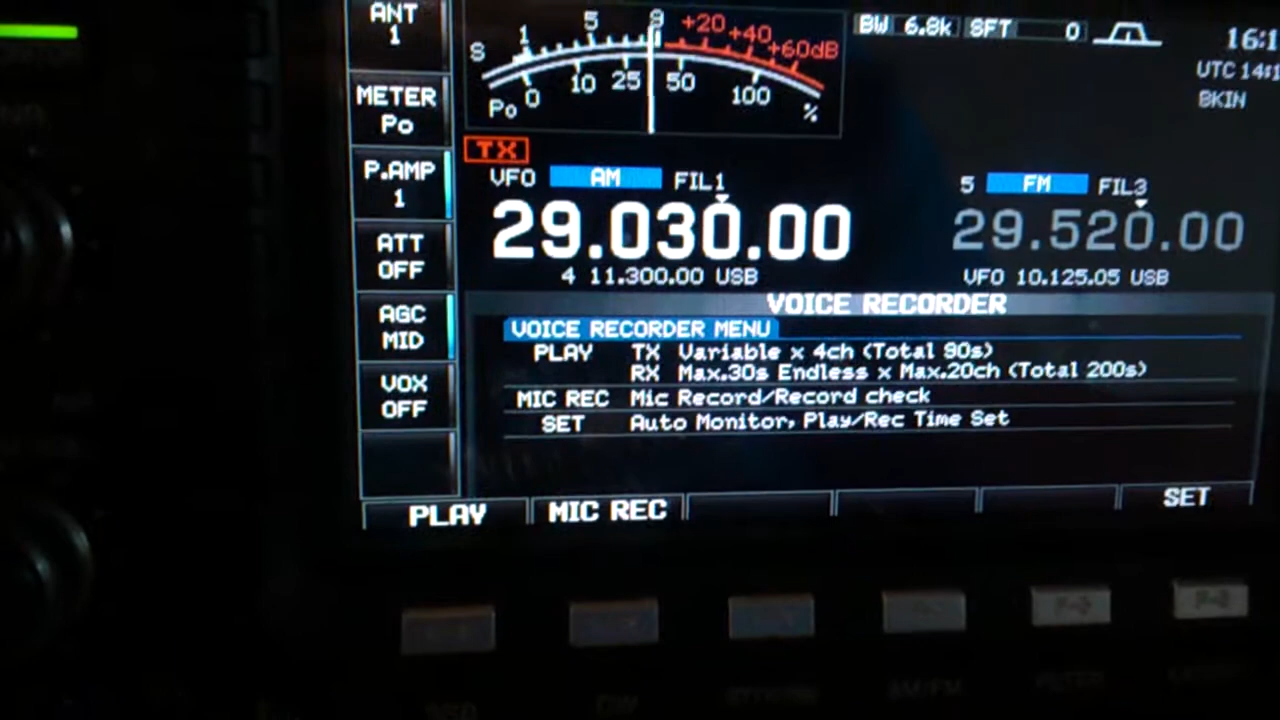 ANT
1
METER
Po
P.AMP
1
ATT
OFF
AGC
MID
VOX
OFF
S 1 5 9 +20 +40 +60dB
Po 0 10 25 50 100 %
BW 6.8k SFT 0
16:1
UTC 14:1
BKIN
TX
VFO AM FIL1
29.030.00
4 11.300.00 USB
5 FM FIL3
29.520.00
VFO 10.125.05 USB
VOICE RECORDER
VOICE RECORDER MENU
PLAY TX Variable x 4ch (Total 90s)
RX Max.30s Endless x Max.20ch (Total 200s)
MIC REC Mic Record/Record check
SET Auto Monitor, Play/Rec Time Set
PLAY MIC REC SET